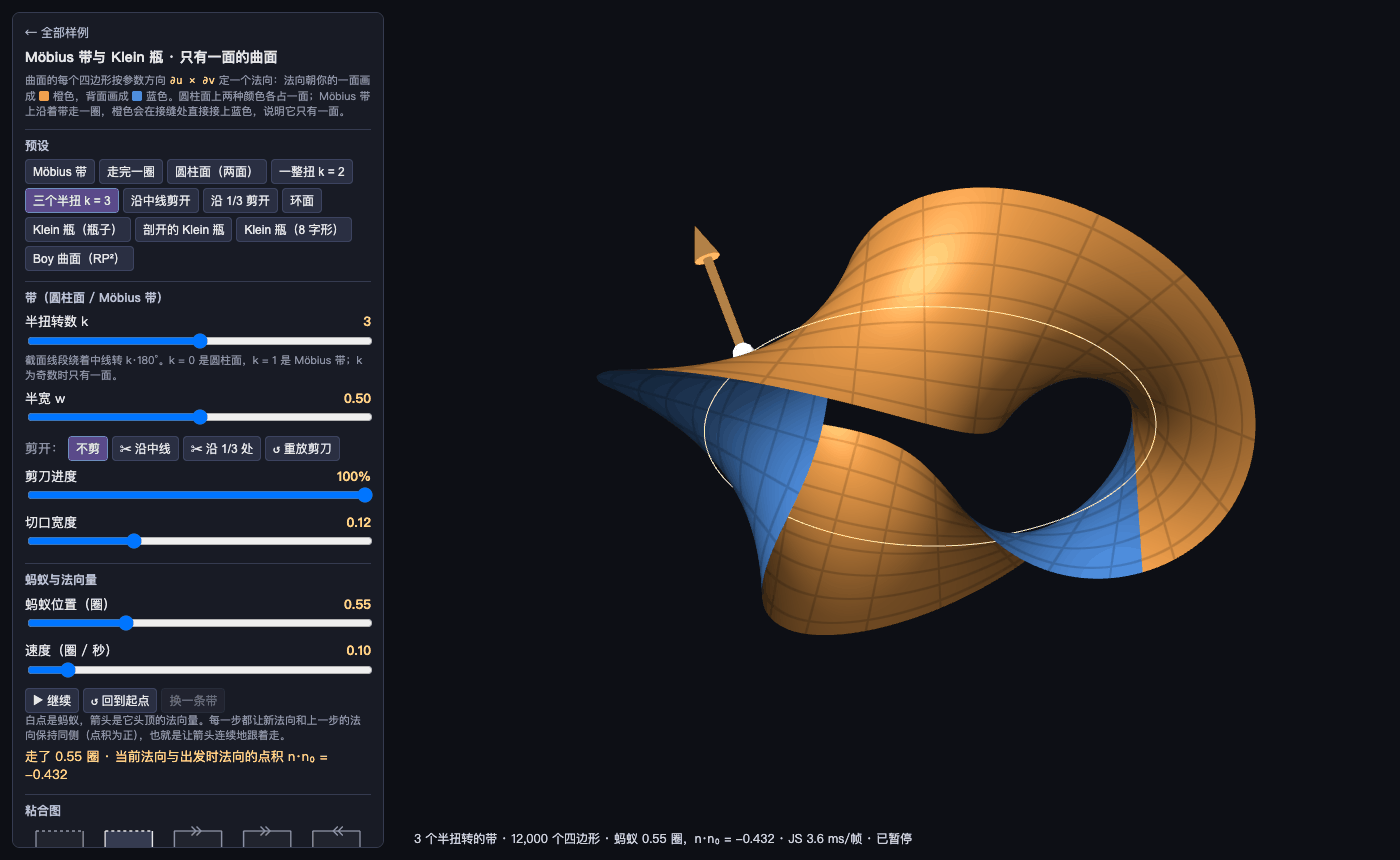 ← 全部样例
Möbius 带与 Klein 瓶 · 只有一面的曲面
曲面的每个四边形按参数方向 ∂u × ∂v 定一个法向：法向朝你的一面画
成 橙色，背面画成 蓝色。圆柱面上两种颜色各占一面；Möbius 带
上沿着带走一圈，橙色会在接缝处直接接上蓝色，说明它只有一面。
预设
Möbius 带 走完一圈 圆柱面（两面） 一整扭 k = 2
三个半扭 k = 3 沿中线剪开 沿 1/3 剪开 环面
Klein 瓶（瓶子） 剖开的 Klein 瓶 Klein 瓶（8 字形）
Boy 曲面（RP²）
带（圆柱面 / Möbius 带）
半扭转数 k 3
截面线段绕着中线转 k·180°。k = 0 是圆柱面，k = 1 是 Möbius 带；k
为奇数时只有一面。
半宽 w 0.50
剪开： 不剪 ✂ 沿中线 ✂ 沿 1/3 处 ↺ 重放剪刀
剪刀进度 100%
切口宽度 0.12
蚂蚁与法向量
蚂蚁位置（圈） 0.55
速度（圈 / 秒） 0.10
▶ 继续 ↺ 回到起点 换一条带
白点是蚂蚁，箭头是它头顶的法向量。每一步都让新法向和上一步的法
向保持同侧（点积为正），也就是让箭头连续地跟着走。
走了 0.55 圈 · 当前法向与出发时法向的点积 n·n₀ =
−0.432
粘合图
3 个半扭转的带 · 12,000 个四边形 · 蚂蚁 0.55 圈，n·n₀ = −0.432 · JS 3.6 ms/帧 · 已暂停